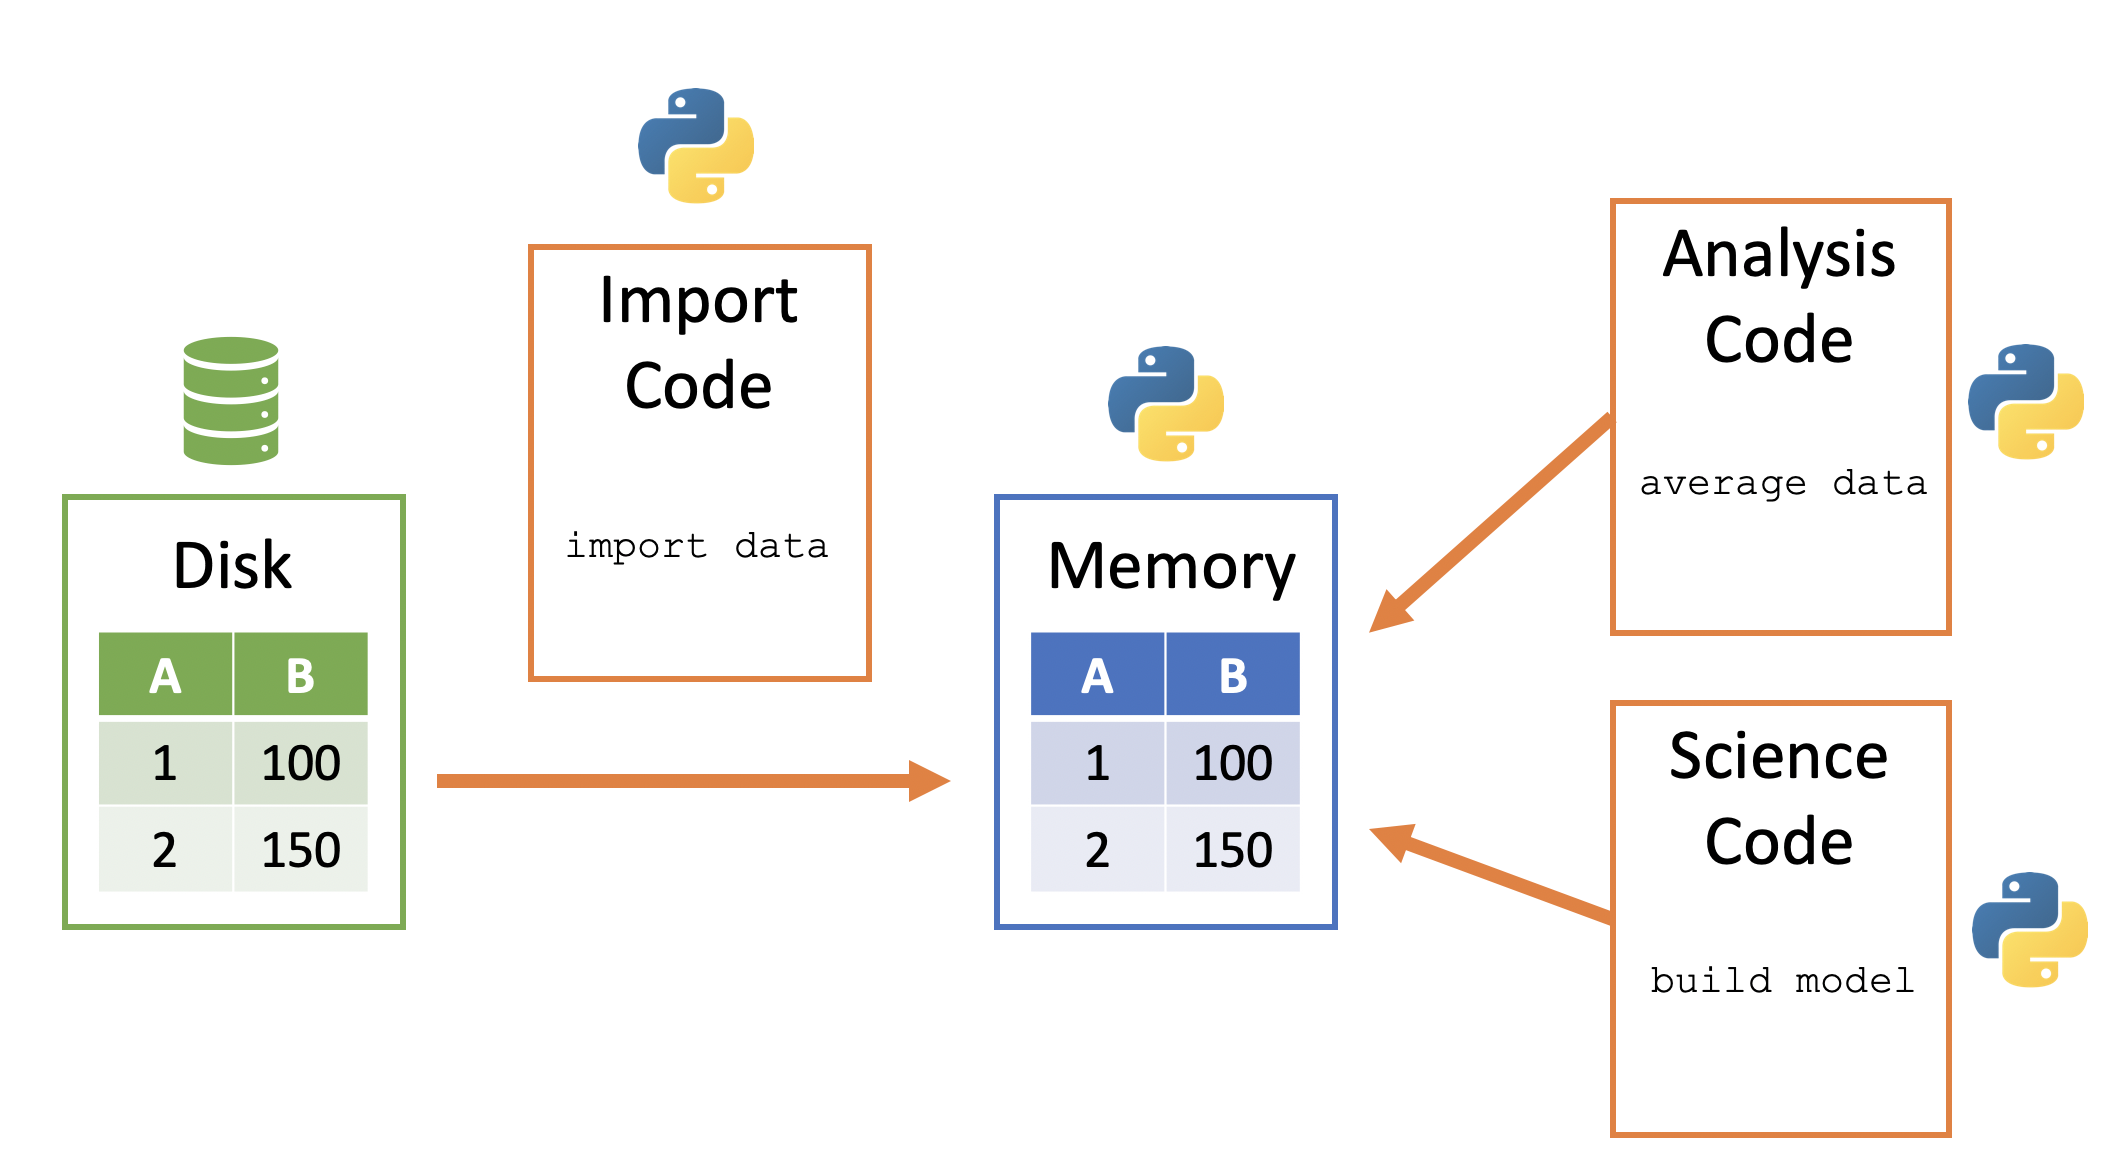 Disk
A B
1 100
2 150
Import
Code
import data
Memory
A B
1 100
2 150
Analysis
Code
average data
Science
Code
build model